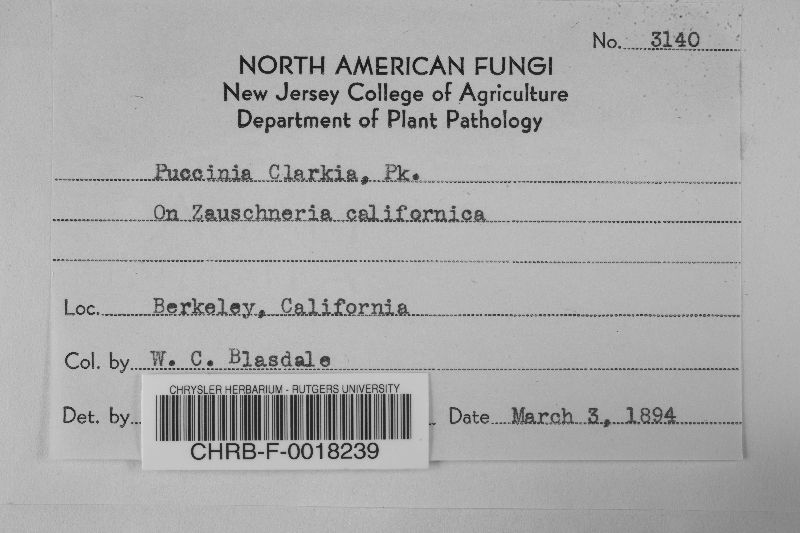 No. 3140
NORTH AMERICAN FUNGI
New Jersey College of Agriculture
Department of Plant Pathology
Puccinia Clarkia, Pk.
On Zauschneria californica
Loc. Berkeley, California
Col. by W. C. Blasdale
Det. by
Date March 3, 1894
CHRYSLER HERBARIUM - RUTGERS UNIVERSITY
CHRB-F-0018239